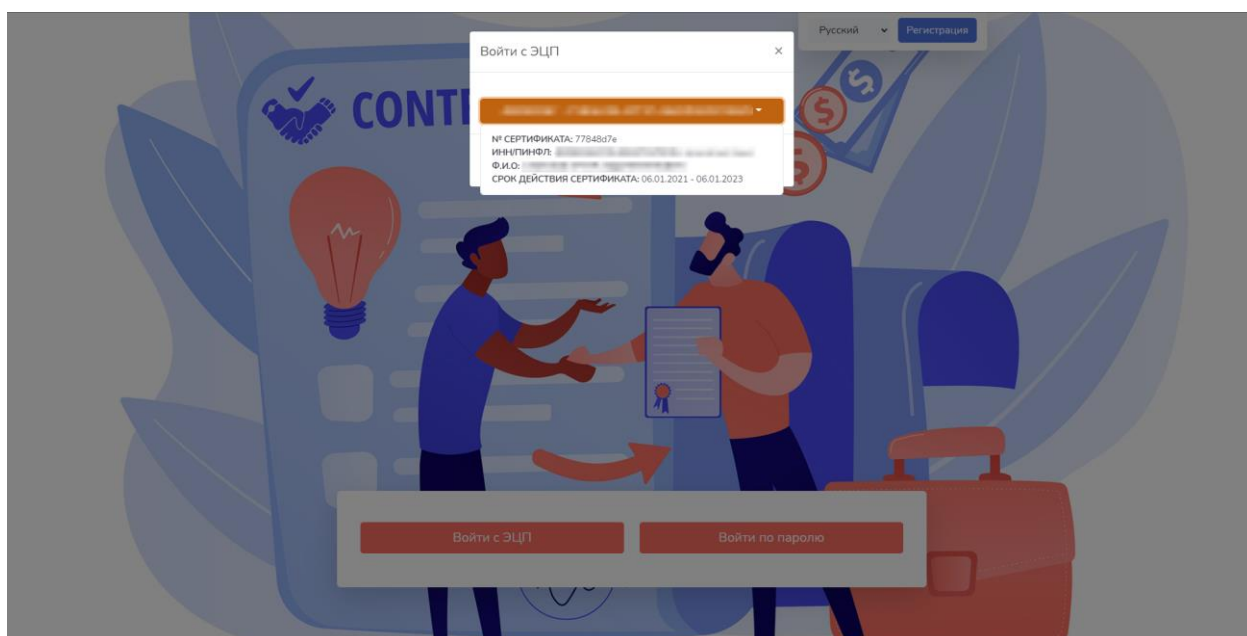 Войти с ЭЦП ×
Русский
Регистрация
CONT
№ СЕРТИФИКАТА: 77848d7e
ИНН/ПИНФЛ:
Ф.И.О:
СРОК ДЕЙСТВИЯ СЕРТИФИКАТА: 06.01.2021 - 06.01.2023
Войти с ЭЦП
Войти по паролю